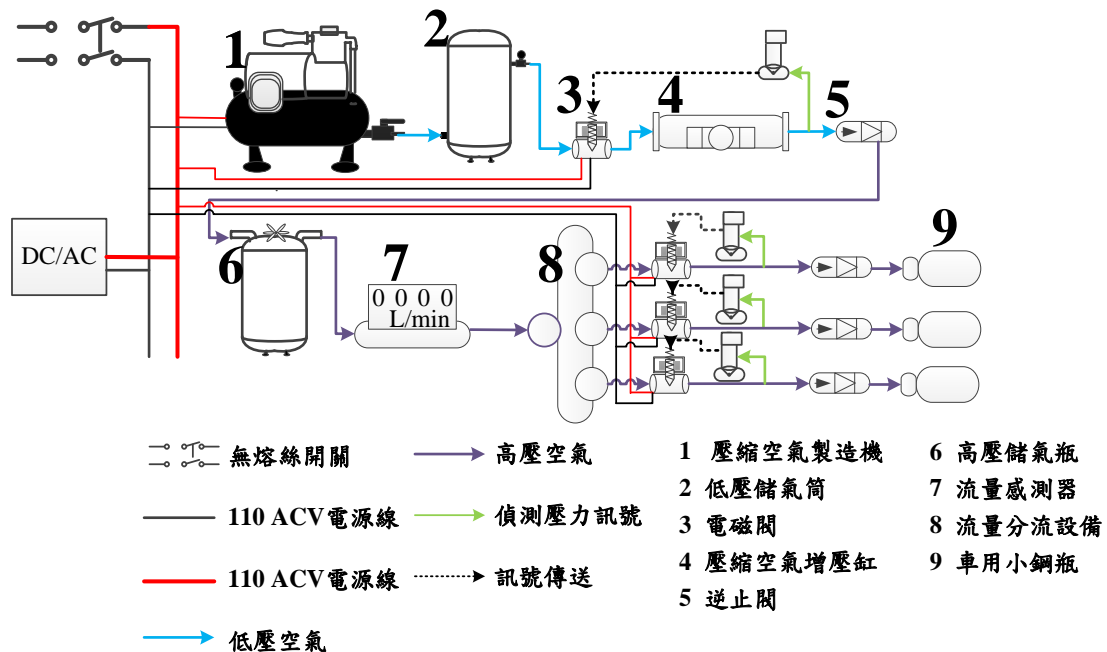 1
2
3
4
5
DC/AC
6
7
0 0 0 0
L/min
8
9
無熔絲開關
110 ACV電源線
110 ACV電源線
低壓空氣
高壓空氣
偵測壓力訊號
訊號傳送
1 壓縮空氣製造機
2 低壓儲氣筒
3 電磁閥
4 壓縮空氣增壓缸
5 逆止閥
6 高壓儲氣瓶
7 流量感測器
8 流量分流設備
9 車用小鋼瓶